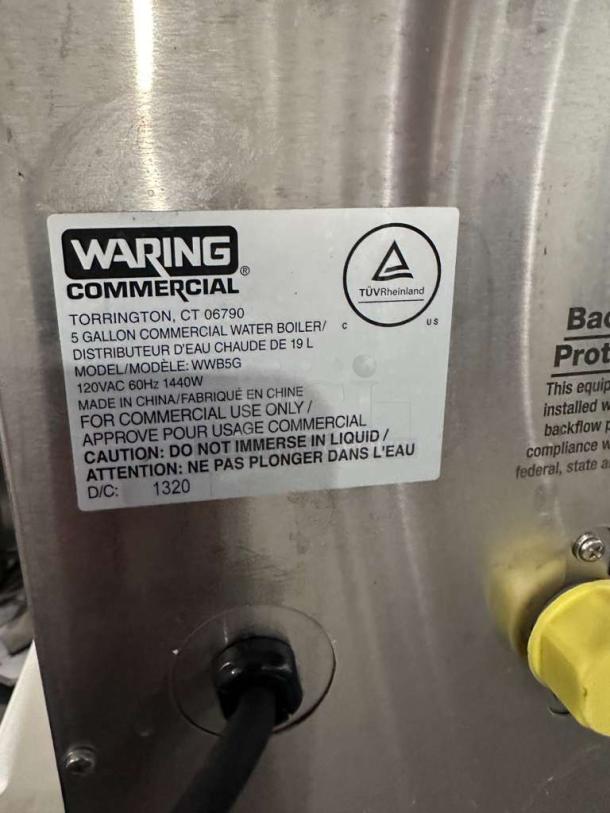 WARING®
COMMERCIAL
TORRINGTON, CT 06790
5 GALLON COMMERCIAL WATER BOILER/
DISTRIBUTEUR D'EAU CHAUDE DE 19 L
MODEL/MODÈLE: WWB5G
120VAC 60Hz 1440W
MADE IN CHINA/FABRIQUÉ EN CHINE
FOR COMMERCIAL USE ONLY /
APPROVE POUR USAGE COMMERCIAL
CAUTION: DO NOT IMMERSE IN LIQUID /
ATTENTION: NE PAS PLONGER DANS L'EAU
D/C: 1320
TÜVRheinland
C US
Bac
Prot
This equip
installed w
backflow p
compliance w
federal, state a